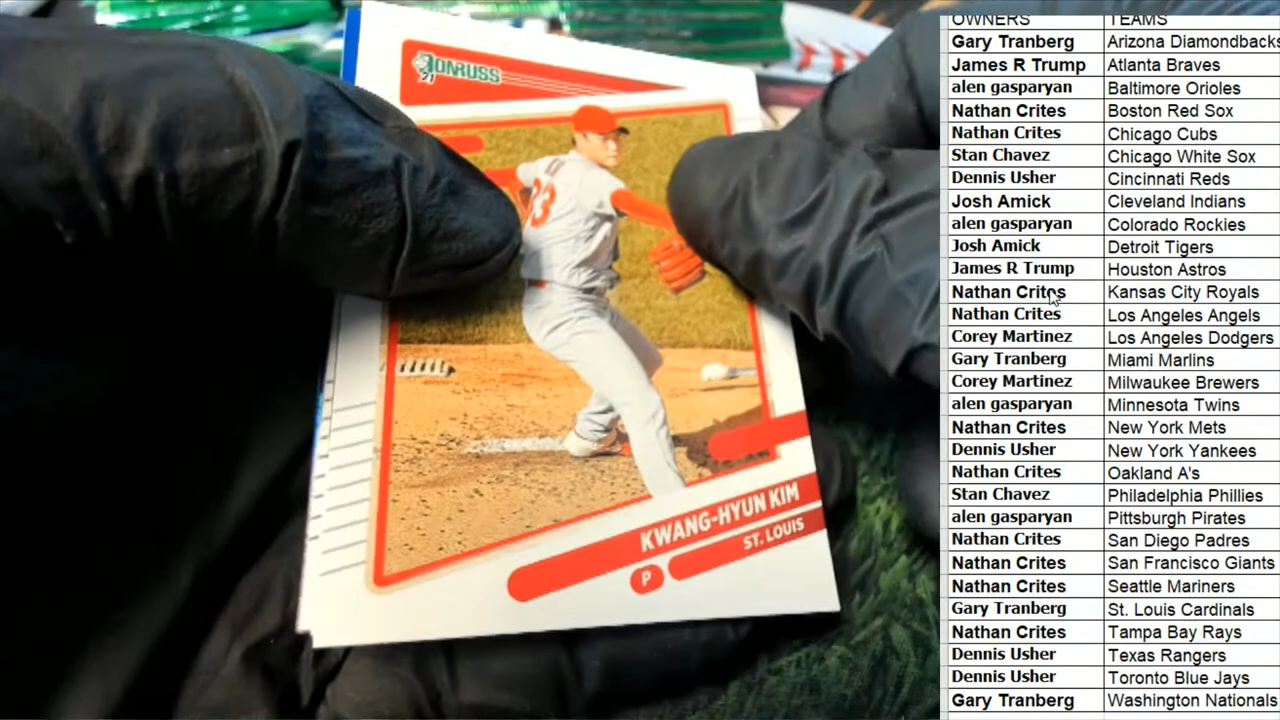 DONRUSS
21
33
KWANG-HYUN KIM
ST. LOUIS
P
OWNERS TEAMS
Gary Tranberg Arizona Diamondbacks
James R Trump Atlanta Braves
alen gasparyan Baltimore Orioles
Nathan Crites Boston Red Sox
Nathan Crites Chicago Cubs
Stan Chavez Chicago White Sox
Dennis Usher Cincinnati Reds
Josh Amick Cleveland Indians
alen gasparyan Colorado Rockies
Josh Amick Detroit Tigers
James R Trump Houston Astros
Nathan Crites Kansas City Royals
Nathan Crites Los Angeles Angels
Corey Martinez Los Angeles Dodgers
Gary Tranberg Miami Marlins
Corey Martinez Milwaukee Brewers
alen gasparyan Minnesota Twins
Nathan Crites New York Mets
Dennis Usher New York Yankees
Nathan Crites Oakland A's
Stan Chavez Philadelphia Phillies
alen gasparyan Pittsburgh Pirates
Nathan Crites San Diego Padres
Nathan Crites San Francisco Giants
Nathan Crites Seattle Mariners
Gary Tranberg St. Louis Cardinals
Nathan Crites Tampa Bay Rays
Dennis Usher Texas Rangers
Dennis Usher Toronto Blue Jays
Gary Tranberg Washington Nationals